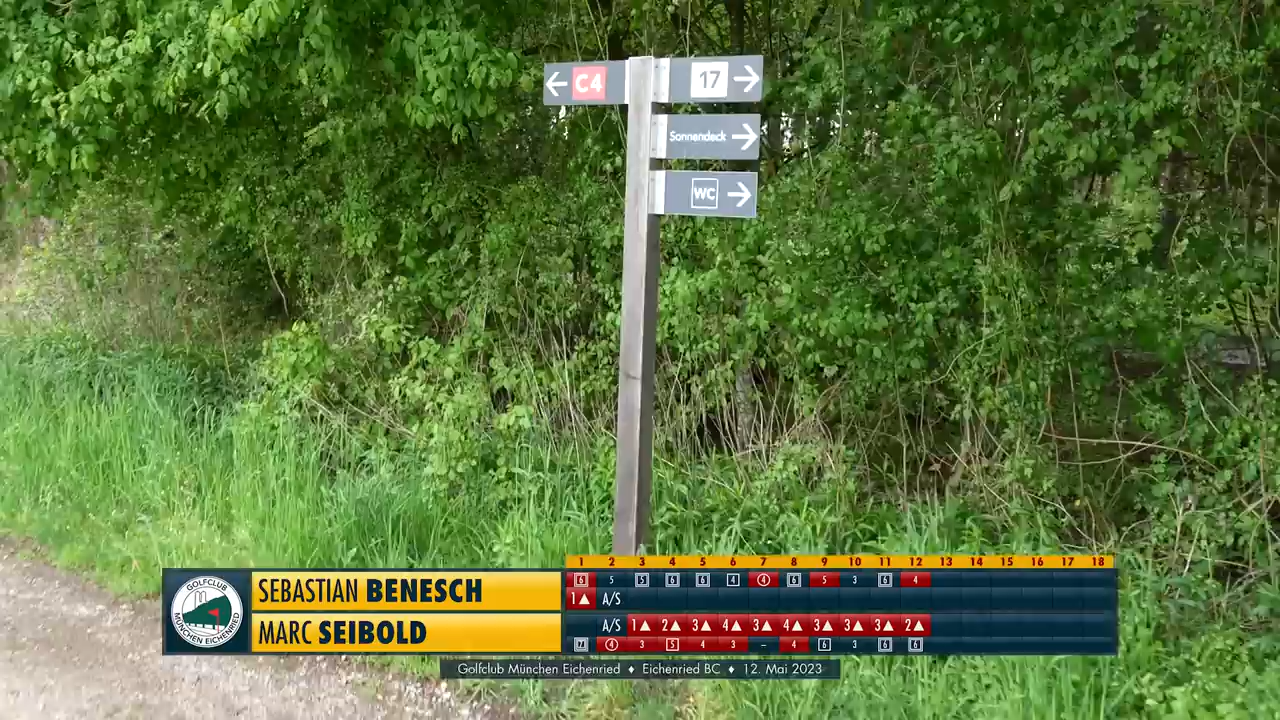 ← C4 17 →
Sonnendeck →
WC →
1 2 3 4 5 6 7 8 9 10 11 12 13 14 15 16 17 18
GOLFCLUB
MÜNCHEN EICHENRIED
SEBASTIAN BENESCH
6 5 5 6 6 4 4 6 5 3 6 4
1▲ A/S
MARC SEIBOLD
A/S 1▲ 2▲ 3▲ 4▲ 3▲ 4▲ 3▲ 3▲ 3▲ 2▲
7 4 3 5 4 3 – 4 6 3 6 6
Golfclub München Eichenried ♦ Eichenried BC ♦ 12. Mai 2023